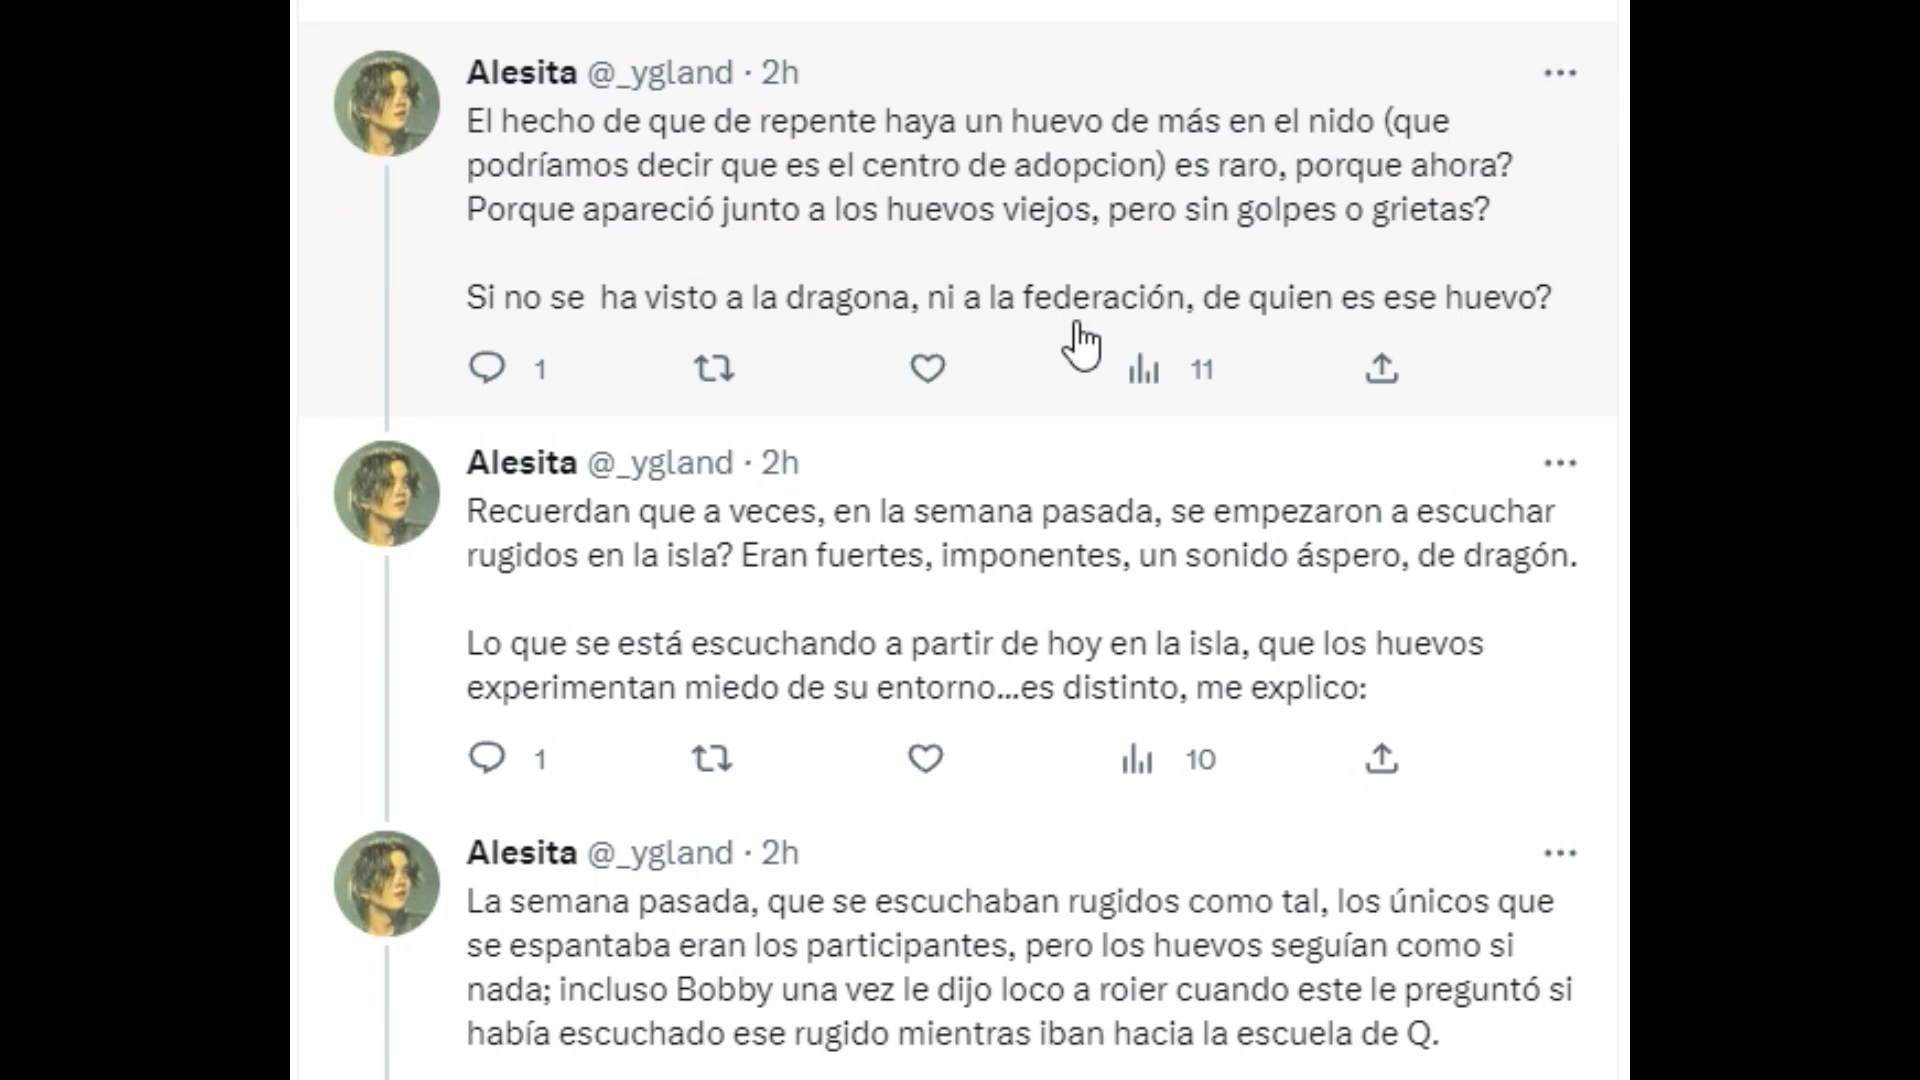 Alesita @_ygland · 2h
El hecho de que de repente haya un huevo de más en el nido (que
podríamos decir que es el centro de adopcion) es raro, porque ahora?
Porque apareció junto a los huevos viejos, pero sin golpes o grietas?
Si no se ha visto a la dragona, ni a la federación, de quien es ese huevo?
1 11
Alesita @_ygland · 2h
Recuerdan que a veces, en la semana pasada, se empezaron a escuchar
rugidos en la isla? Eran fuertes, imponentes, un sonido áspero, de dragón.
Lo que se está escuchando a partir de hoy en la isla, que los huevos
experimentan miedo de su entorno...es distinto, me explico:
1 10
Alesita @_ygland · 2h
La semana pasada, que se escuchaban rugidos como tal, los únicos que
se espantaba eran los participantes, pero los huevos seguían como si
nada; incluso Bobby una vez le dijo loco a roier cuando este le preguntó si
había escuchado ese rugido mientras iban hacia la escuela de Q.